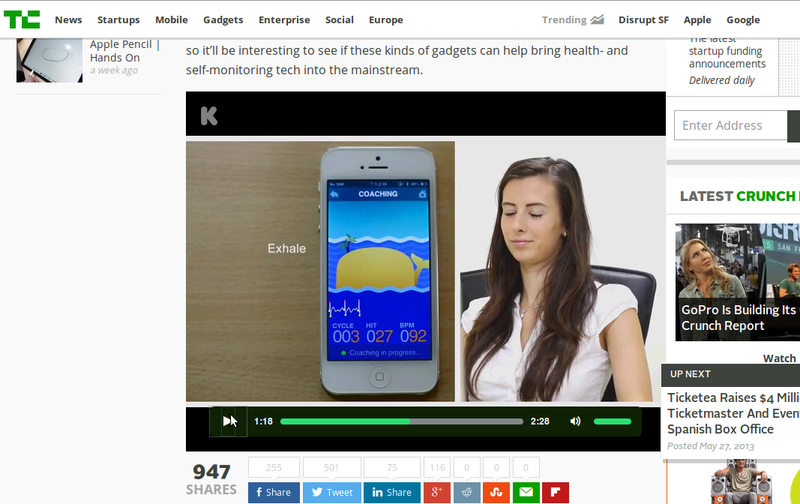 TC News Startups Mobile Gadgets Enterprise Social Europe Trending Disrupt SF Apple Google
Apple Pencil |
Hands On
a week ago
so it'll be interesting to see if these kinds of gadgets can help bring health- and
self-monitoring tech into the mainstream.
K
COACHING
Exhale
CYCLE HIT BPM
003 027 092
Coaching in progress..
1:18 2:28
947
SHARES
255 501 75 116 0 0 0
Share Tweet Share
The latest
startup funding
announcements
Delivered daily
Enter Address
LATEST CRUNCH
SAN F
GoPro Is Building Its
Crunch Report
Watch
UP NEXT
Ticketea Raises $4 Milli
Ticketmaster And Even
Spanish Box Office
Posted May 27, 2013